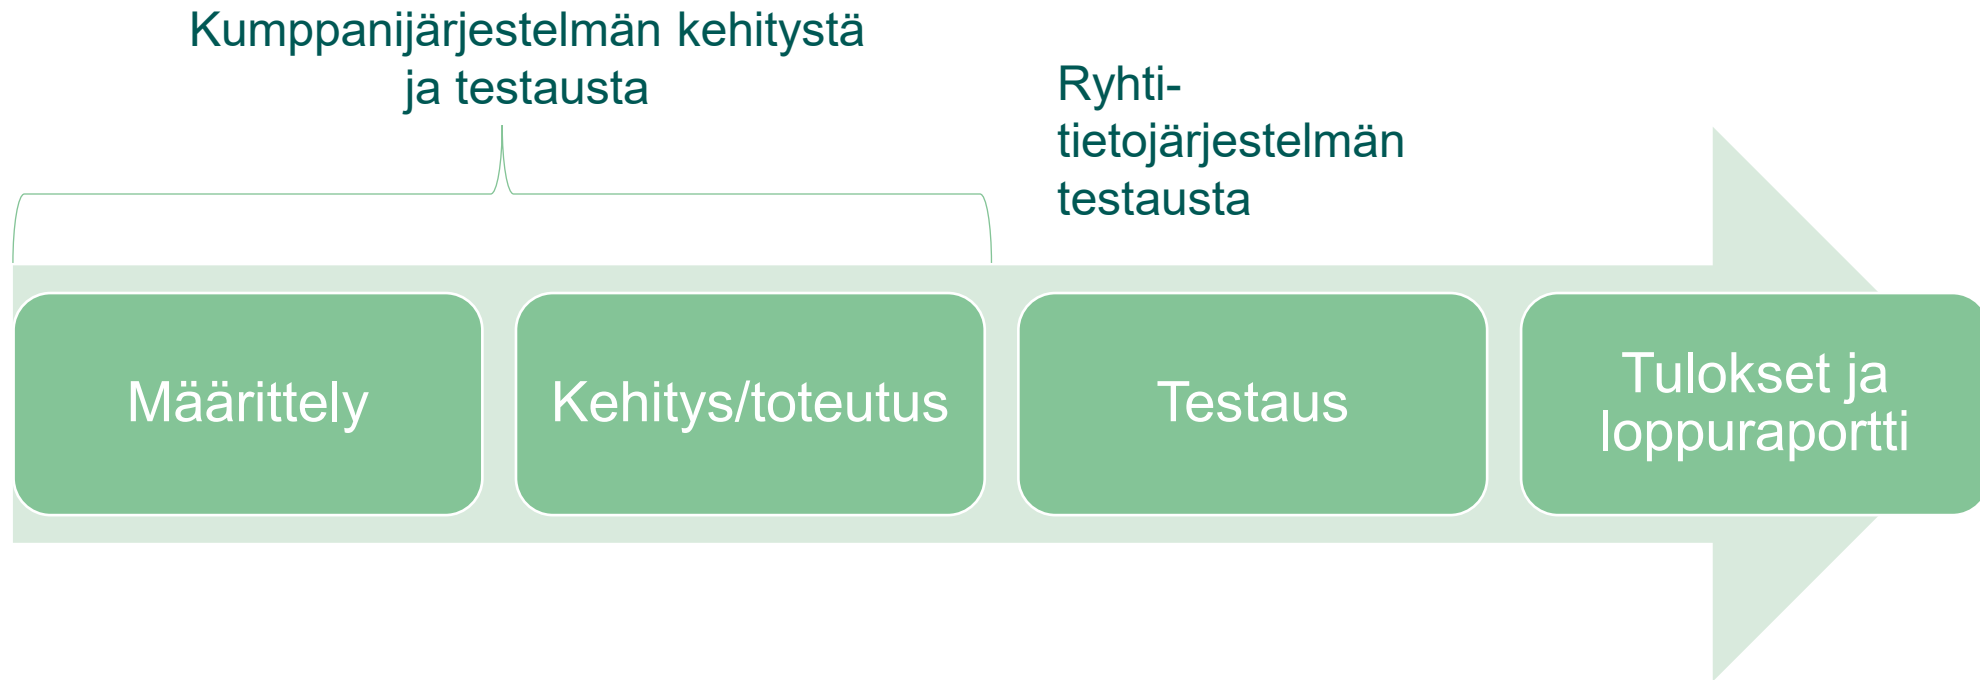 Kumppanijärjestelmän kehitystä
ja testausta
Ryhti-
tietojärjestelmän
testausta
Määrittely
Kehitys/toteutus
Testaus
Tulokset ja
loppuraportti